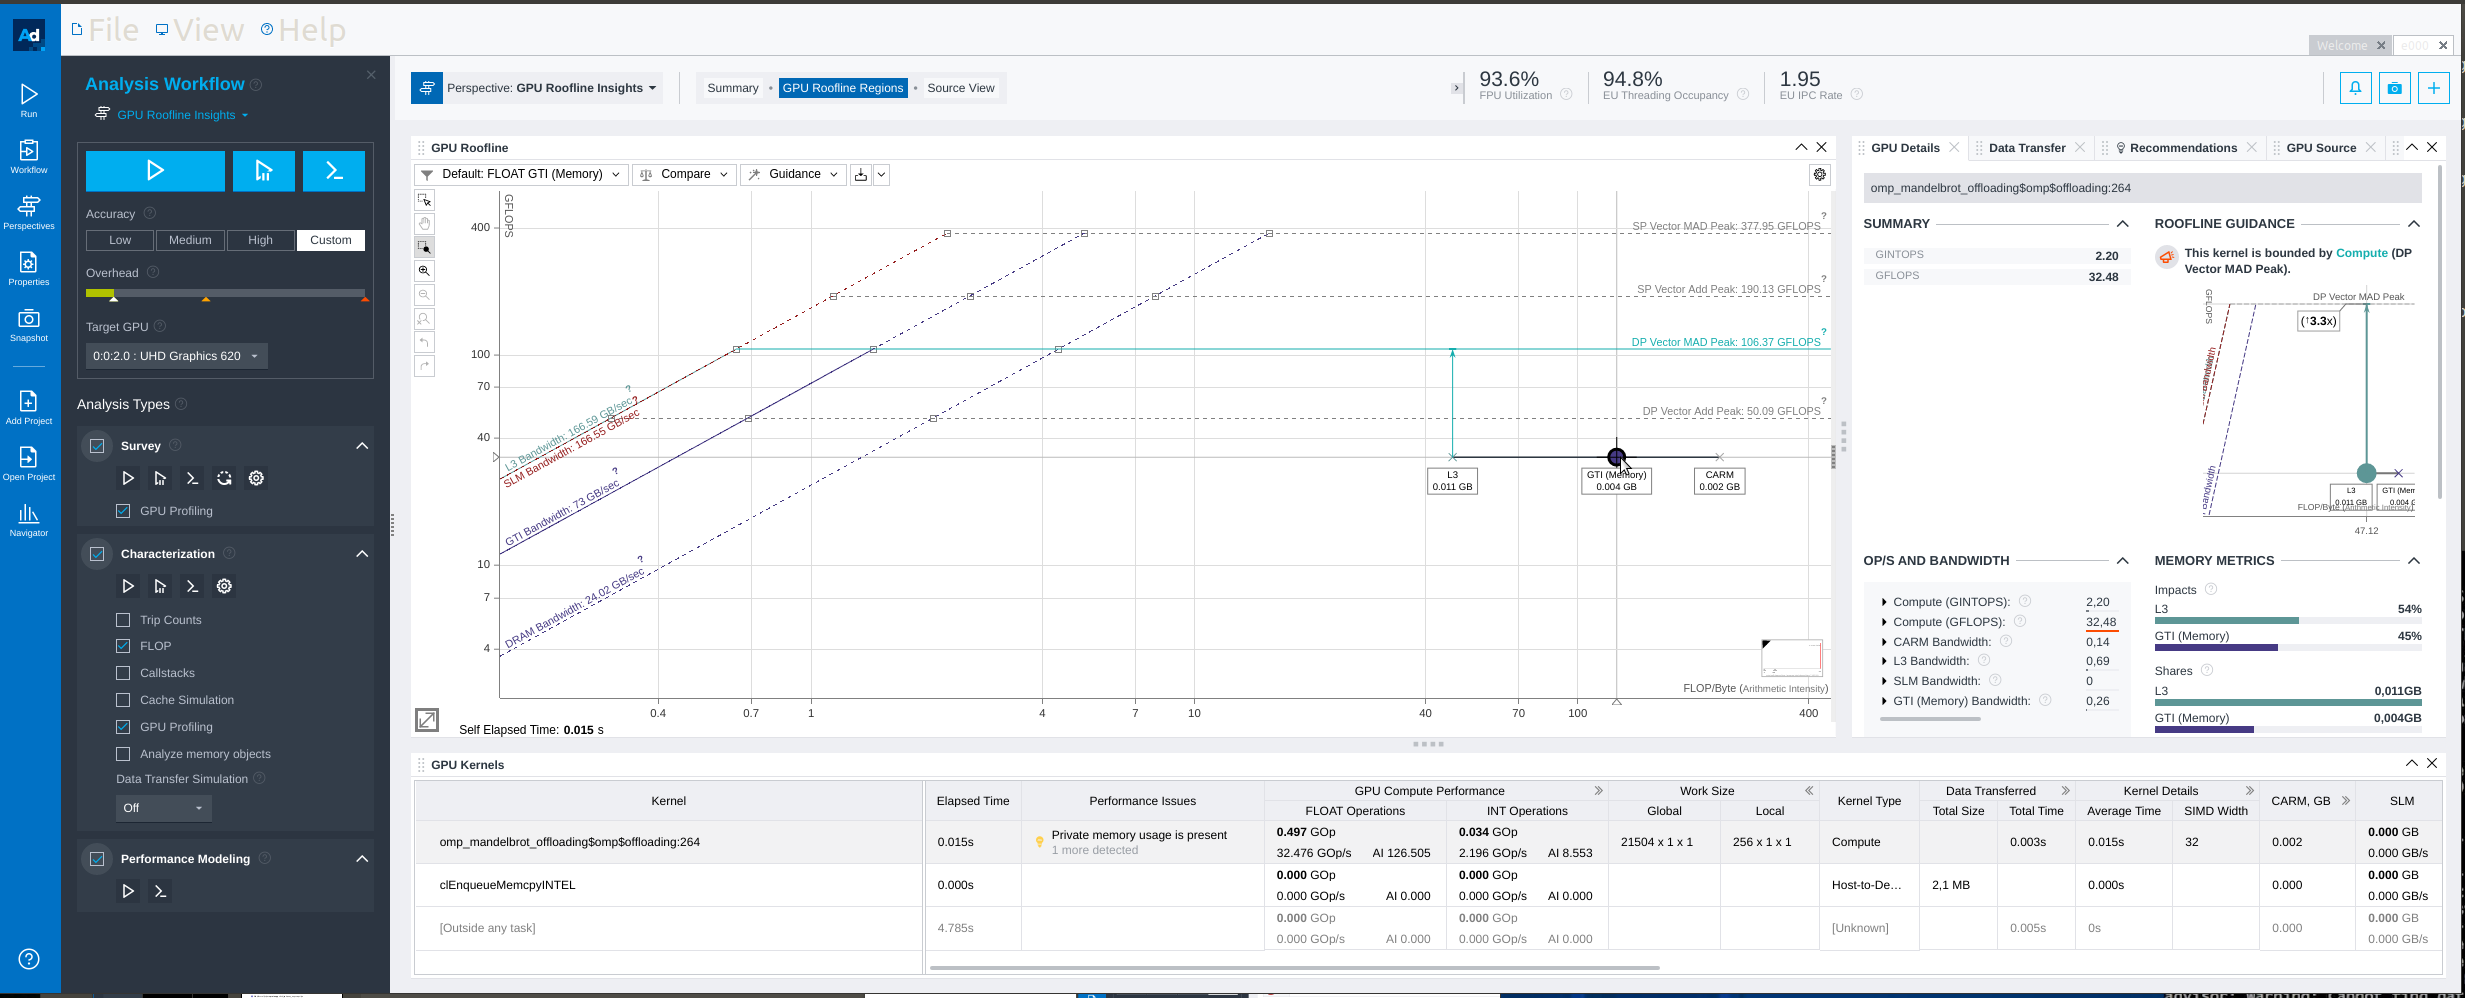 File View Help
Welcome
e000
Ad
Run
Workflow
Perspectives
Properties
Snapshot
Add Project
Open Project
Navigator
Analysis Workflow
GPU Roofline Insights
Accuracy
Low Medium High Custom
Overhead
Target GPU
0:0:2.0 : UHD Graphics 620
Analysis Types
Survey
GPU Profiling
Characterization
Trip Counts
FLOP
Callstacks
Cache Simulation
GPU Profiling
Analyze memory objects
Data Transfer Simulation
Off
Performance Modeling
Perspective: GPU Roofline Insights
Summary • GPU Roofline Regions • Source View
93.6%
FPU Utilization
94.8%
EU Threading Occupancy
1.95
EU IPC Rate
GPU Roofline
Default: FLOAT GTI (Memory)
Compare
Guidance
GFLOPS
400
100
70
40
10
7
4
SP Vector MAD Peak: 377.95 GFLOPS ?
SP Vector Add Peak: 190.13 GFLOPS ?
DP Vector MAD Peak: 106.37 GFLOPS ?
DP Vector Add Peak: 50.09 GFLOPS ?
L3 Bandwidth: 166.59 GB/sec ?
SLM Bandwidth: 166.55 GB/sec ?
GTI Bandwidth: 73 GB/sec ?
DRAM Bandwidth: 24.02 GB/sec ?
L3
0.011 GB
GTI (Memory)
0.004 GB
CARM
0.002 GB
FLOP/Byte (Arithmetic Intensity)
0.4 0.7 1 4 7 10 40 70 100 400
Self Elapsed Time: 0.015 s
GPU Details Data Transfer Recommendations GPU Source
omp_mandelbrot_offloading$omp$offloading:264
SUMMARY
GINTOPS 2.20
GFLOPS 32.48
ROOFLINE GUIDANCE
This kernel is bounded by Compute (DP
Vector MAD Peak).
GFLOPS
DP Vector MAD Peak
(↑3.3x)
L3
0.011 GB
GTI (Mem
0.004 G
FLOP/Byte (Arithmetic Intensity)
47.12
OP/S AND BANDWIDTH
Compute (GINTOPS): 2,20
Compute (GFLOPS): 32,48
CARM Bandwidth: 0,14
L3 Bandwidth: 0,69
SLM Bandwidth: 0
GTI (Memory) Bandwidth: 0,26
MEMORY METRICS
Impacts
L3 54%
GTI (Memory) 45%
Shares
L3 0,011GB
GTI (Memory) 0,004GB
GPU Kernels
Kernel Elapsed Time Performance Issues GPU Compute Performance Work Size Kernel Type Data Transferred Kernel Details CARM, GB SLM
FLOAT Operations INT Operations Global Local Total Size Total Time Average Time SIMD Width
omp_mandelbrot_offloading$omp$offloading:264 0.015s Private memory usage is present 0.497 GOp 0.034 GOp 21504 x 1 x 1 256 x 1 x 1 Compute 0.003s 0.015s 32 0.002 0.000 GB
1 more detected 32.476 GOp/s AI 126.505 2.196 GOp/s AI 8.553 0.000 GB/s
clEnqueueMemcpyINTEL 0.000s 0.000 GOp 0.000 GOp Host-to-De... 2,1 MB 0.000s 0.000 0.000 GB
0.000 GOp/s AI 0.000 0.000 GOp/s AI 0.000 0.000 GB/s
[Outside any task] 4.785s 0.000 GOp 0.000 GOp [Unknown] 0.005s 0s 0.000 0.000 GB
0.000 GOp/s AI 0.000 0.000 GOp/s AI 0.000 0.000 GB/s